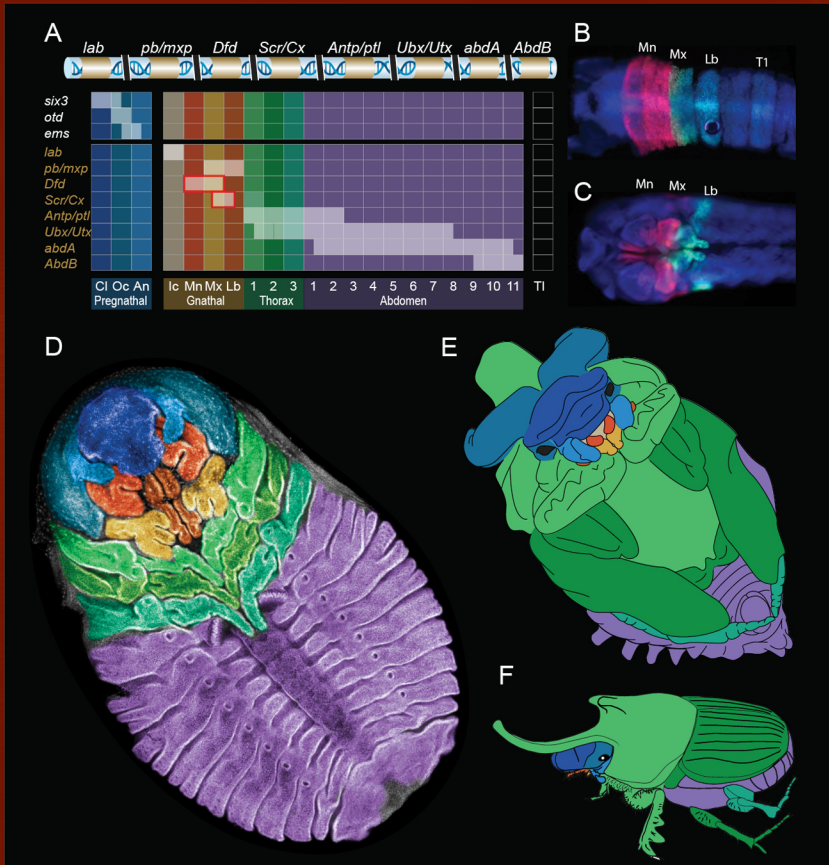 A
lab pb/mxp Dfd Scr/Cx Antp/ptl Ubx/Utx abdA AbdB
six3
otd
ems
lab
pb/mxp
Dfd
Scr/Cx
Antp/ptl
Ubx/Utx
abdA
AbdB
Cl Oc An Ic Mn Mx Lb 1 2 3 1 2 3 4 5 6 7 8 9 10 11 Tl
Pregnathal Gnathal Thorax Abdomen
B
Mn Mx Lb T1
C
Mn Mx Lb
D
E
F